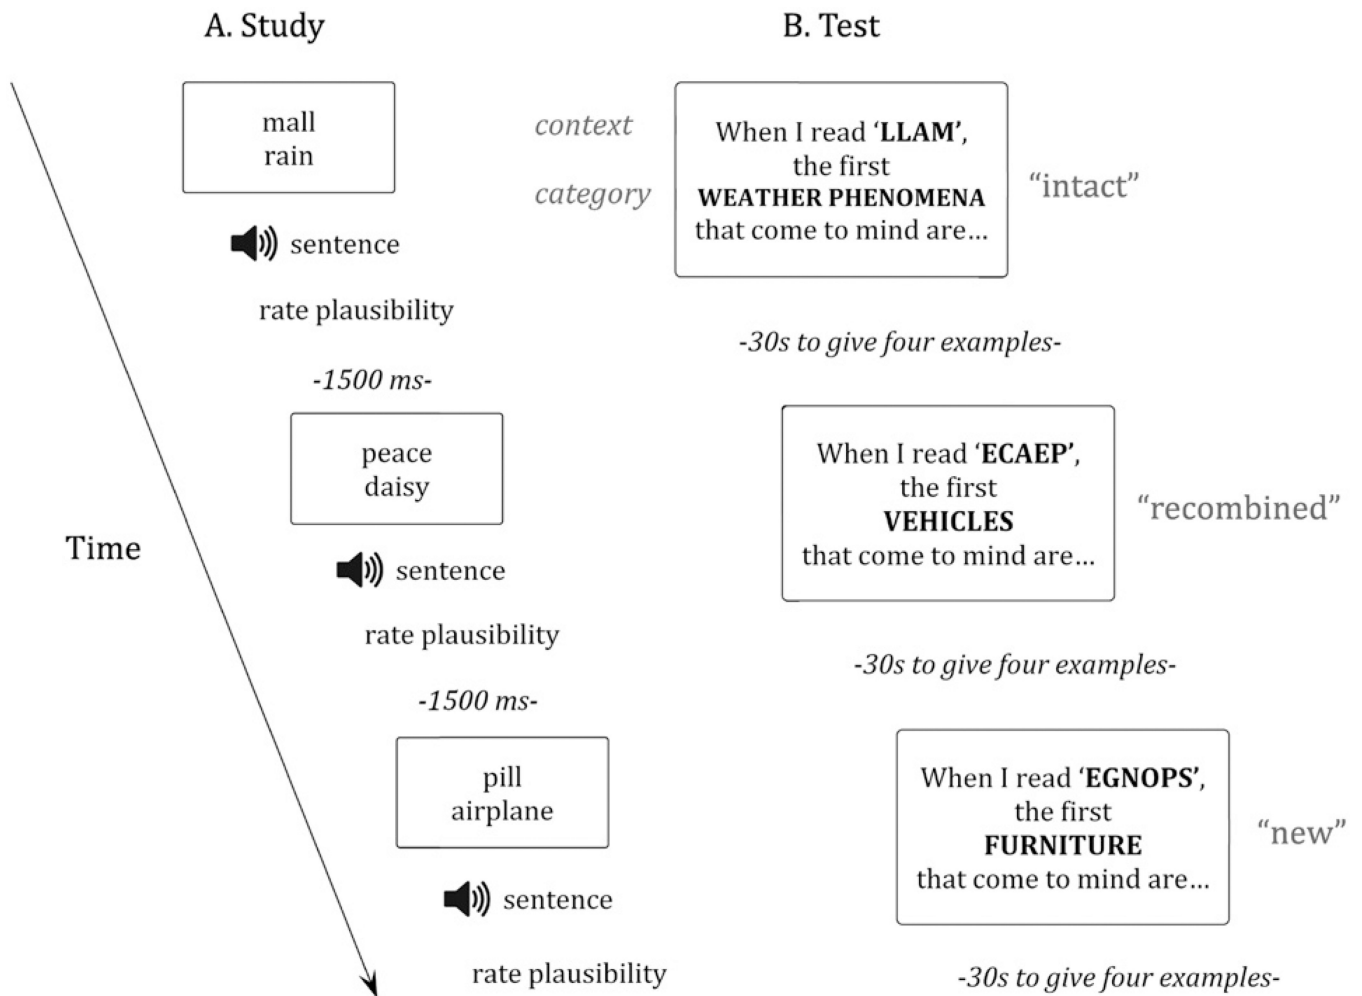 A. Study
mall
rain
sentence
rate plausibility
-1500 ms-
peace
daisy
sentence
rate plausibility
-1500 ms-
pill
airplane
sentence
rate plausibility
Time
B. Test
context
category
When I read ‘LLAM’,
the first
WEATHER PHENOMENA
that come to mind are...
“intact”
-30s to give four examples-
When I read ‘ECAEP’,
the first
VEHICLES
that come to mind are...
“recombined”
-30s to give four examples-
When I read ‘EGNOPS’,
the first
FURNITURE
that come to mind are...
“new”
-30s to give four examples-